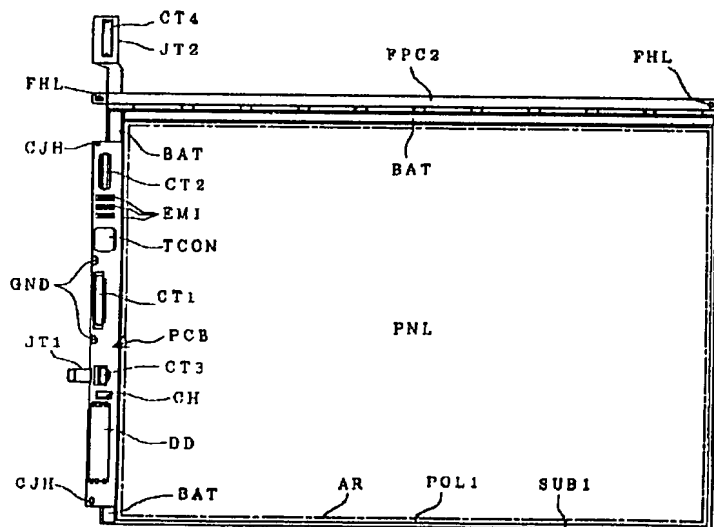 CT4
JT2
FPC2
FHL
FHL
CJH
BAT
BAT
CT2
EMI
TCON
GND
CT1
PNL
PCB
JT1
CT3
CH
DD
CJH
BAT
AR
POL1
SUB1